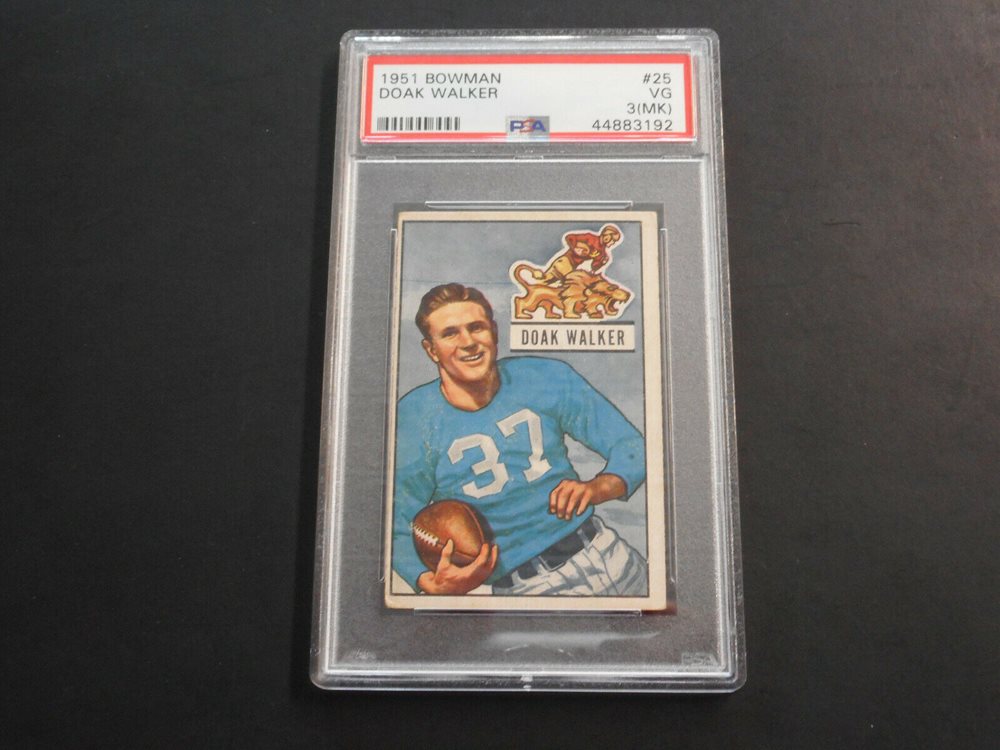 1951 BOWMAN #25
DOAK WALKER VG
3(MK)
PSA 44883192
DOAK WALKER
37